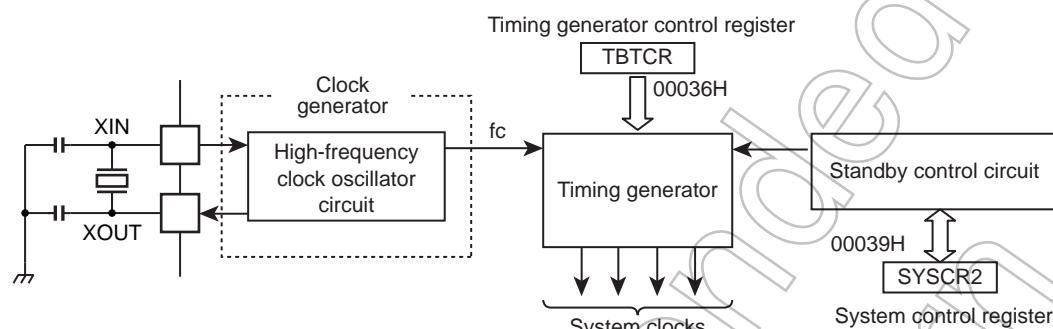 Timing generator control register
TBTCR
00036H
Clock
generator
XIN
High-frequency
clock oscillator
circuit
XOUT
fc
Timing generator
Standby control circuit
00039H
SYSCR2
System control register
System clocks